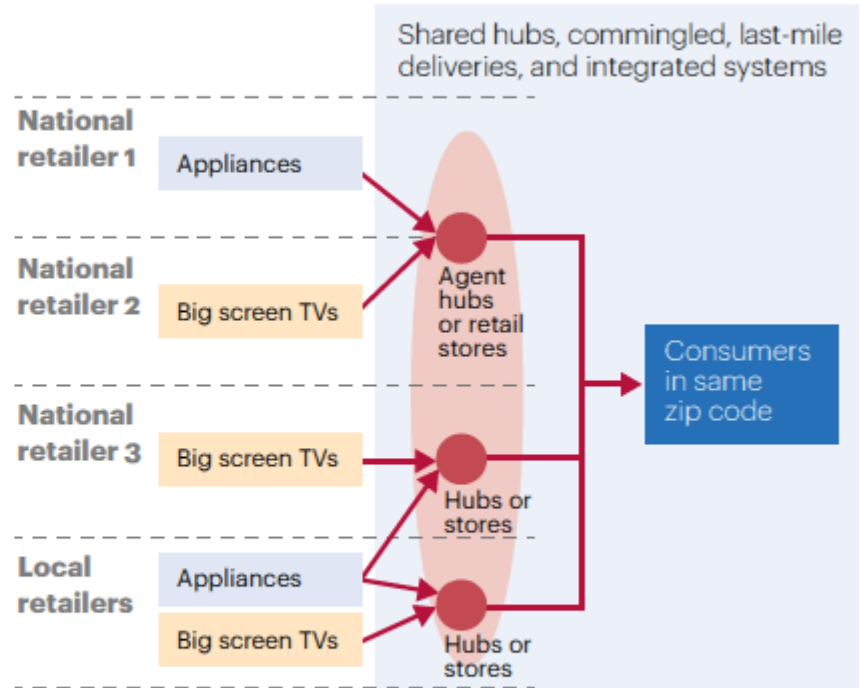 Shared hubs, commingled, last-mile
deliveries, and integrated systems
National
retailer 1
Appliances
National
retailer 2
Big screen TVs
Agent
hubs
or retail
stores
Consumers
in same
zip code
National
retailer 3
Big screen TVs
Hubs or
stores
Local
retailers
Appliances
Big screen TVs
Hubs or
stores